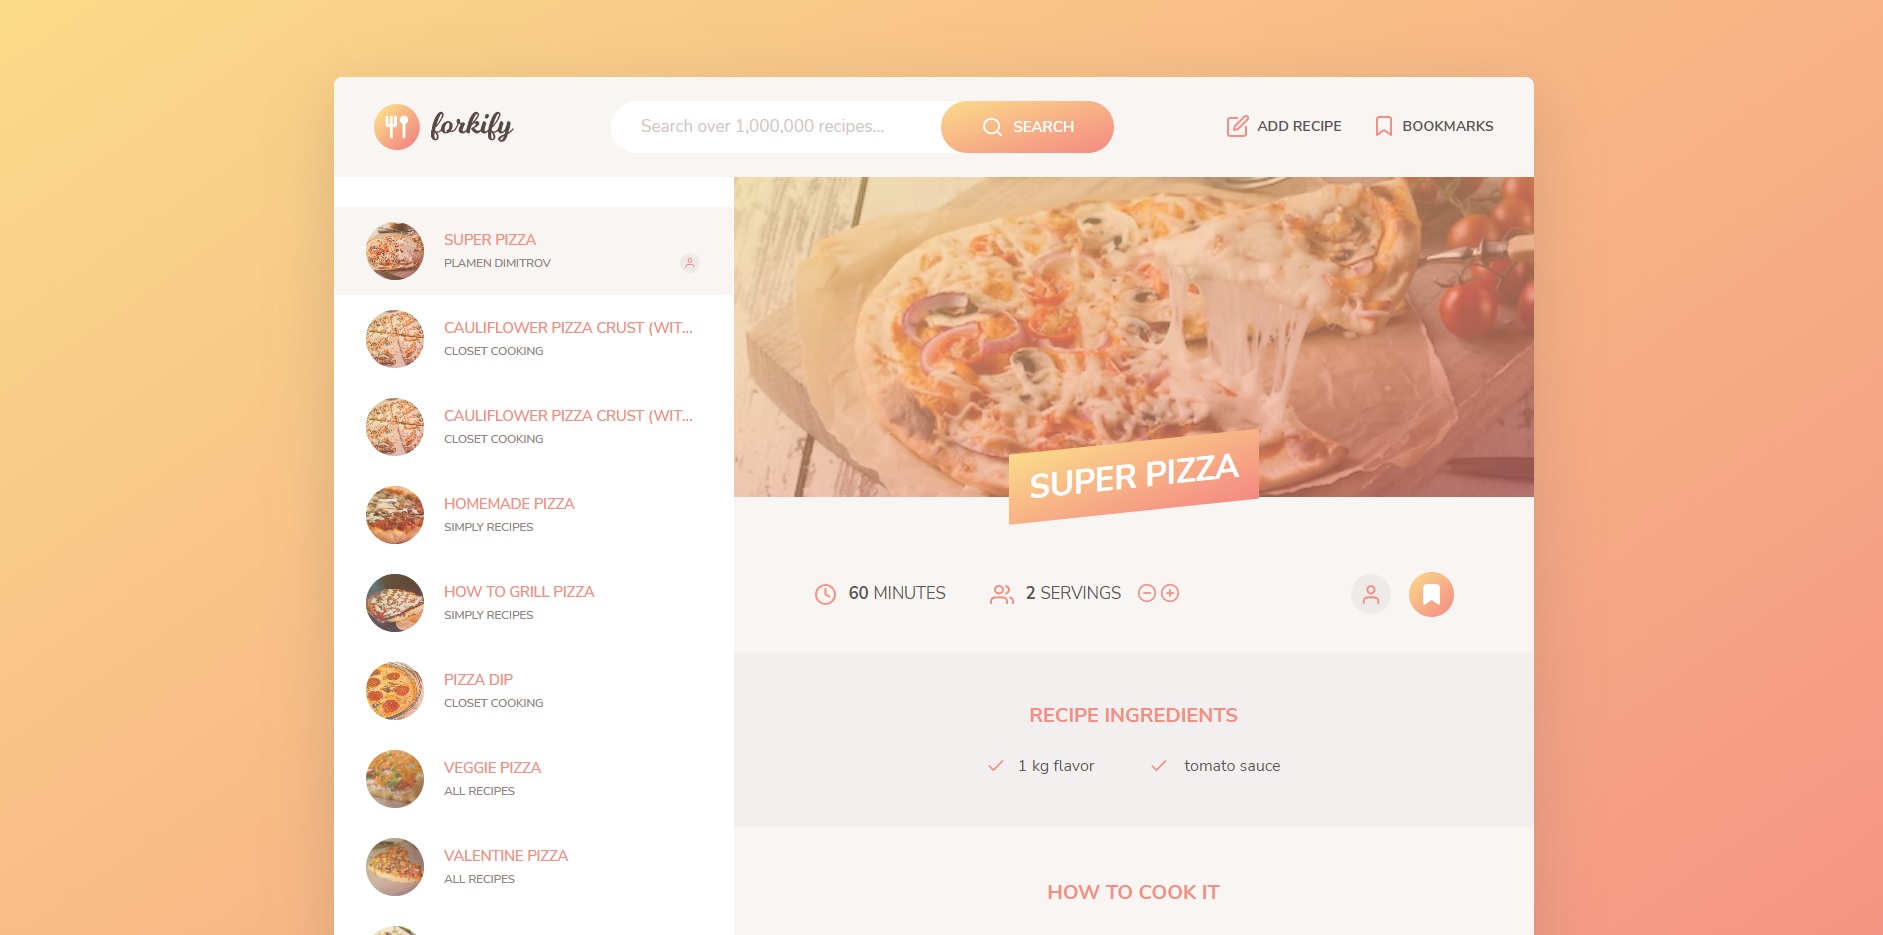 forkify
Search over 1,000,000 recipes...
SEARCH
ADD RECIPE
BOOKMARKS
SUPER PIZZA
PLAMEN DIMITROV
CAULIFLOWER PIZZA CRUST (WIT...
CLOSET COOKING
CAULIFLOWER PIZZA CRUST (WIT...
CLOSET COOKING
HOMEMADE PIZZA
SIMPLY RECIPES
HOW TO GRILL PIZZA
SIMPLY RECIPES
PIZZA DIP
CLOSET COOKING
VEGGIE PIZZA
ALL RECIPES
VALENTINE PIZZA
ALL RECIPES
SUPER PIZZA
60 MINUTES
2 SERVINGS
RECIPE INGREDIENTS
1 kg flavor
tomato sauce
HOW TO COOK IT